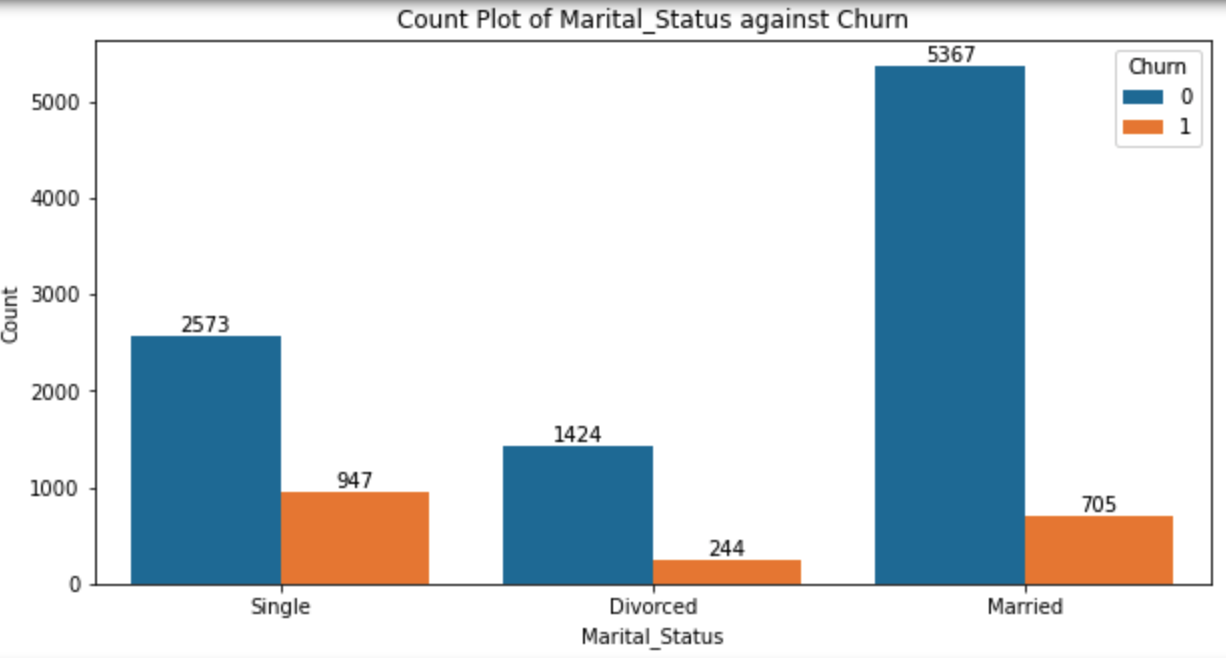 Count Plot of Marital_Status against Churn
Churn
0
1
5000
4000
3000
2000
1000
0
Count
2573
947
1424
244
5367
705
Single
Divorced
Married
Marital_Status